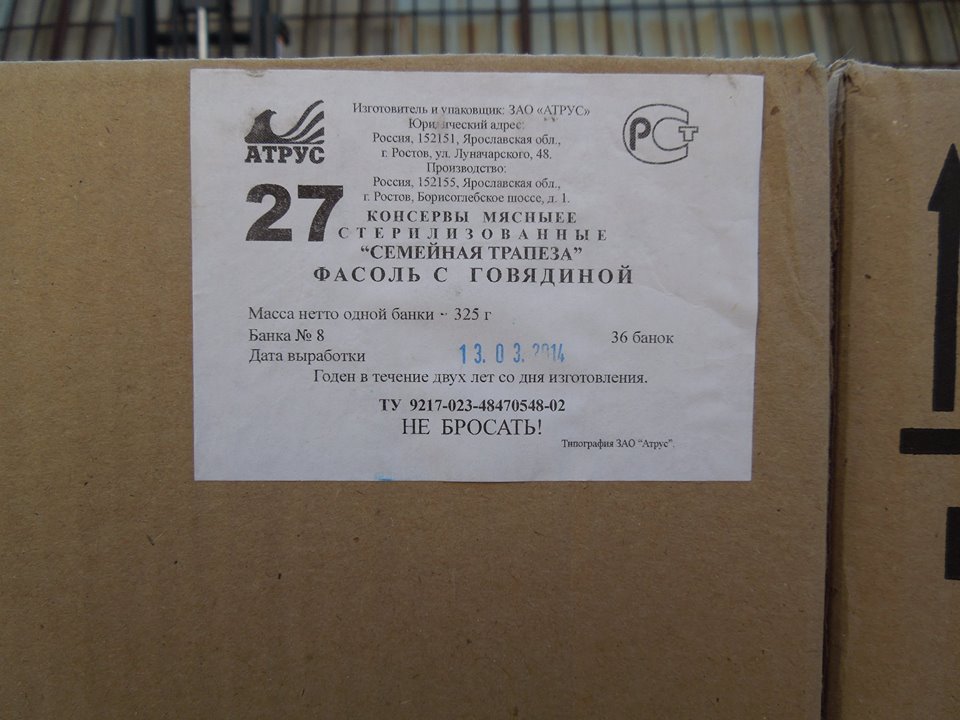 АТРУС
27
Изготовитель и упаковщик: ЗАО «АТРУС»
Юридический адрес:
Россия, 152151, Ярославская обл.,
г. Ростов, ул. Луначарского, 48.
Производство:
Россия, 152155, Ярославская обл.,
г. Ростов, Борисоглебское шоссе, д. 1.
РСТ
КОНСЕРВЫ МЯСНЫЕЕ
СТЕРИЛИЗОВАННЫЕ
“СЕМЕЙНАЯ ТРАПЕЗА”
ФАСОЛЬ С ГОВЯДИНОЙ
Масса нетто одной банки - 325 г
Банка № 8 36 банок
Дата выработки 13.03.2014
Годен в течение двух лет со дня изготовления.
ТУ 9217-023-48470548-02
НЕ БРОСАТЬ!
Типография ЗАО “Атрус”.